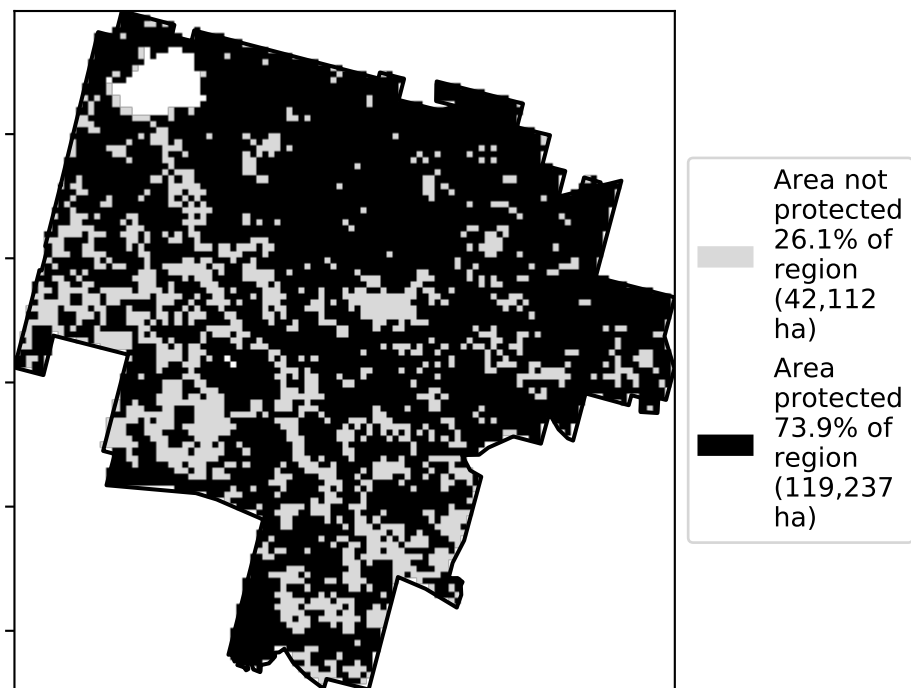 Area not
protected
26.1% of
region
(42,112
ha)
Area
protected
73.9% of
region
(119,237
ha)